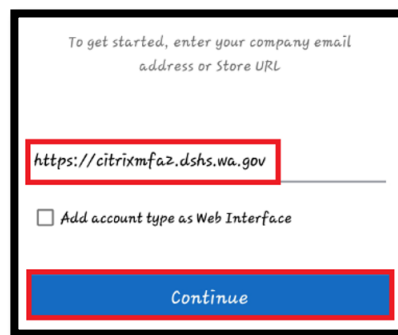 To get started, enter your company email
address or Store URL
https://citrixmfa2.dshs.wa.gov
Add account type as Web Interface
Continue